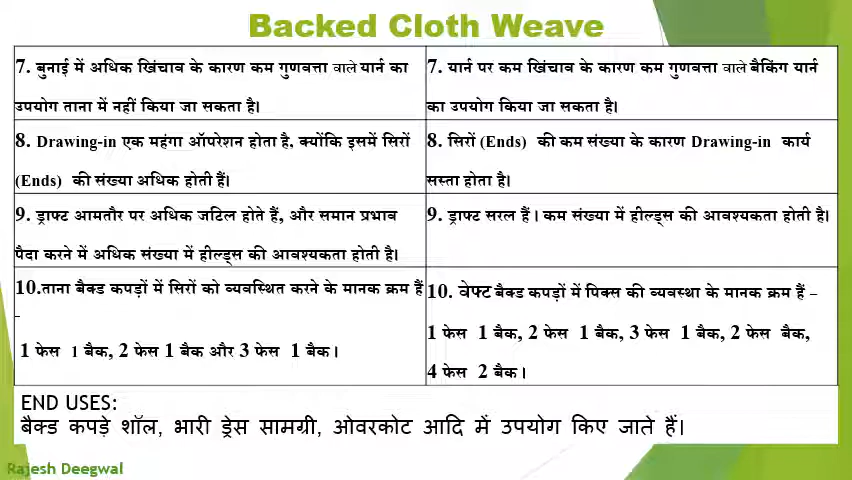 Backed Cloth Weave
7. बुनाई में अधिक खिंचाव के कारण कम गुणवत्ता वाले यार्न का
उपयोग ताना में नहीं किया जा सकता है।
7. यार्न पर कम खिंचाव के कारण कम गुणवत्ता वाले बैकिंग यार्न
का उपयोग किया जा सकता है।
8. Drawing-in एक महंगा ऑपरेशन होता है, क्योंकि इसमें सिरों
(Ends) की संख्या अधिक होती हैं।
8. सिरों (Ends) की कम संख्या के कारण Drawing-in कार्य
सस्ता होता है।
9. ड्राफ्ट आमतौर पर अधिक जटिल होते हैं, और समान प्रभाव
पैदा करने में अधिक संख्या में हील्ड्स की आवश्यकता होती है।
9. ड्राफ्ट सरल हैं। कम संख्या में हील्ड्स की आवश्यकता होती है।
10.ताना बैक्ड कपड़ों में सिरों को व्यवस्थित करने के मानक क्रम हैं
–
1 फेस 1 बैक, 2 फेस 1 बैक और 3 फेस 1 बैक।
10. वेफ्ट बैक्ड कपड़ों में पिक्स की व्यवस्था के मानक क्रम हैं –
1 फेस 1 बैक, 2 फेस 1 बैक, 3 फेस 1 बैक, 2 फेस बैक,
4 फेस 2 बैक।
END USES:
बैक्ड कपड़े शॉल, भारी ड्रेस सामग्री, ओवरकोट आदि में उपयोग किए जाते हैं।
Rajesh Deegwal